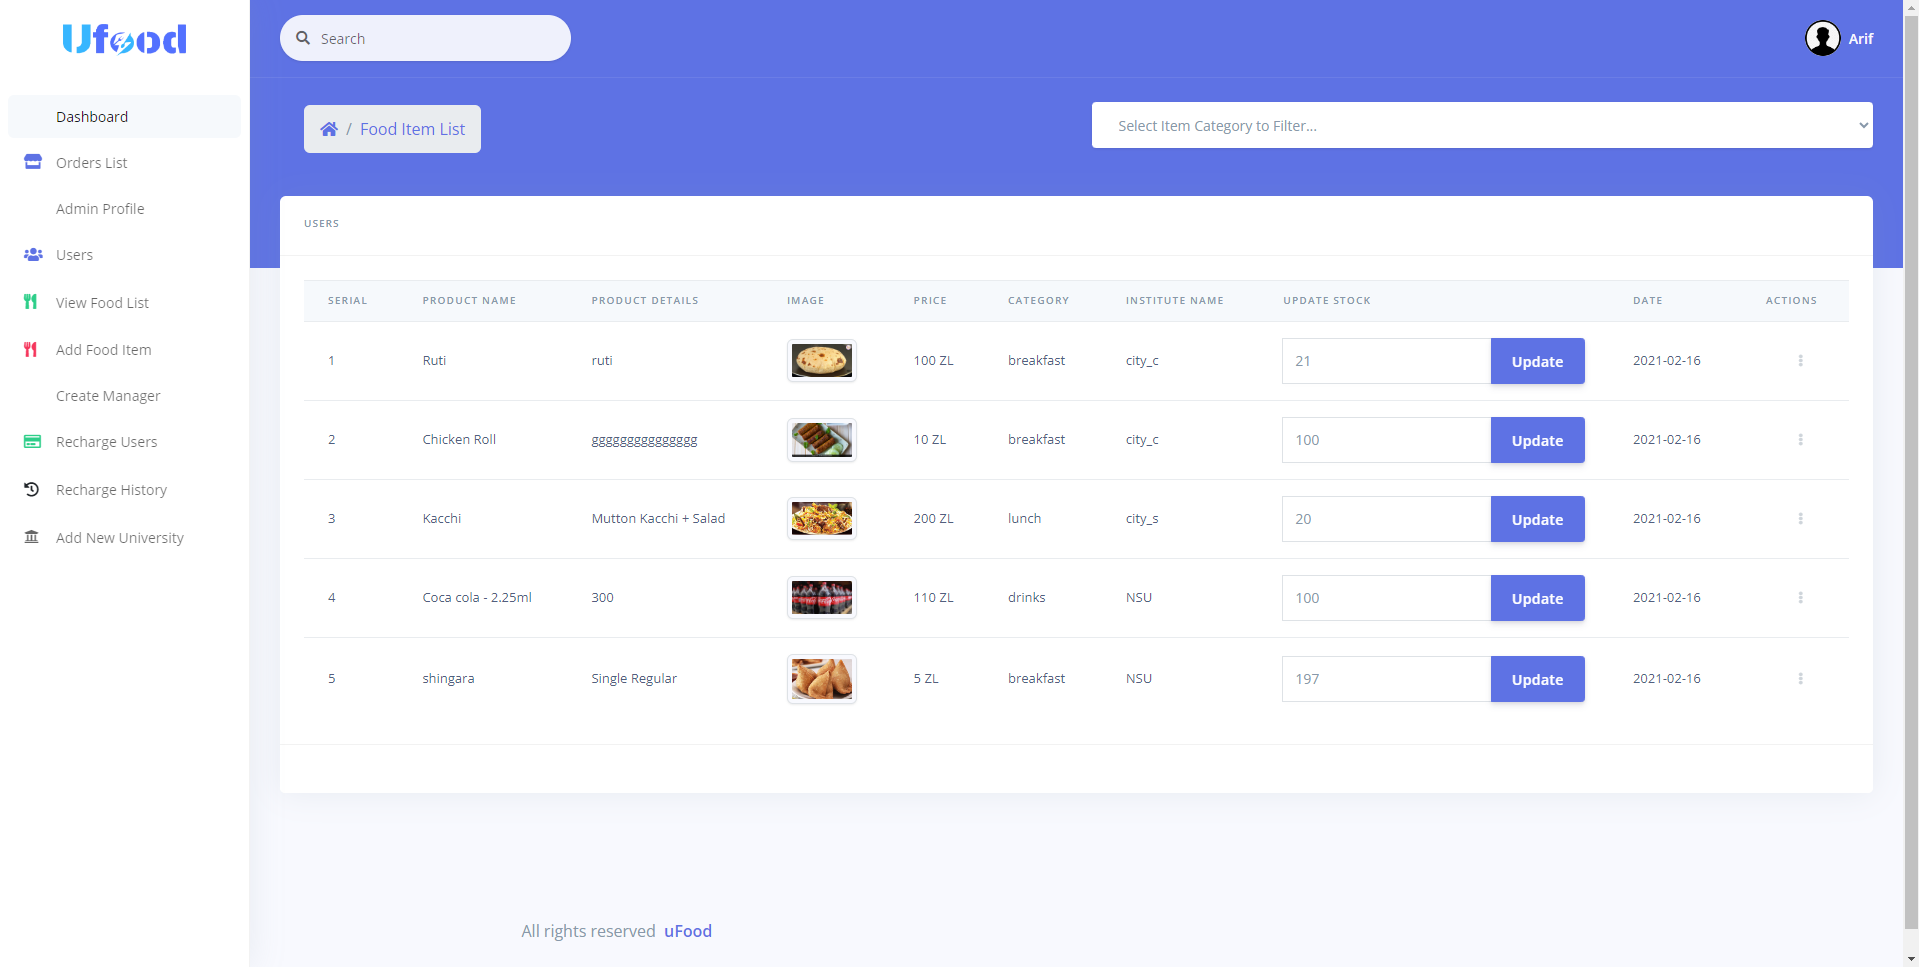 Ufood
Search
Arif
Dashboard
Orders List
Admin Profile
Users
View Food List
Add Food Item
Create Manager
Recharge Users
Recharge History
Add New University
/ Food Item List
Select Item Category to Filter...
USERS
SERIAL PRODUCT NAME PRODUCT DETAILS IMAGE PRICE CATEGORY INSTITUTE NAME UPDATE STOCK DATE ACTIONS
1 Ruti ruti 100 ZL breakfast city_c 21 Update 2021-02-16
2 Chicken Roll ggggggggggggggg 10 ZL breakfast city_c 100 Update 2021-02-16
3 Kacchi Mutton Kacchi + Salad 200 ZL lunch city_s 20 Update 2021-02-16
4 Coca cola - 2.25ml 300 110 ZL drinks NSU 100 Update 2021-02-16
5 shingara Single Regular 5 ZL breakfast NSU 197 Update 2021-02-16
All rights reserved uFood